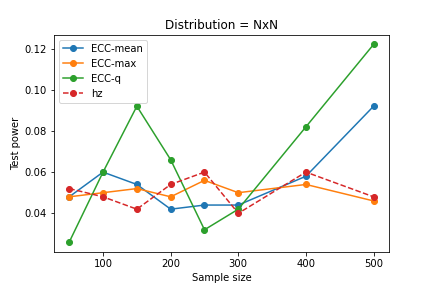 Distribution = NxN
ECC-mean
ECC-max
ECC-q
hz
Test power
0.12
0.10
0.08
0.06
0.04
100
200
300
400
500
Sample size